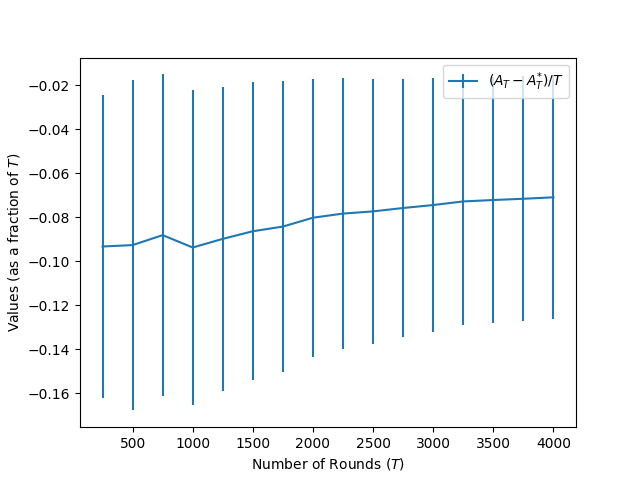 (A_T − A_T^*)/T
Values (as a fraction of T)
−0.02
−0.04
−0.06
−0.08
−0.10
−0.12
−0.14
−0.16
500 1000 1500 2000 2500 3000 3500 4000
Number of Rounds (T)